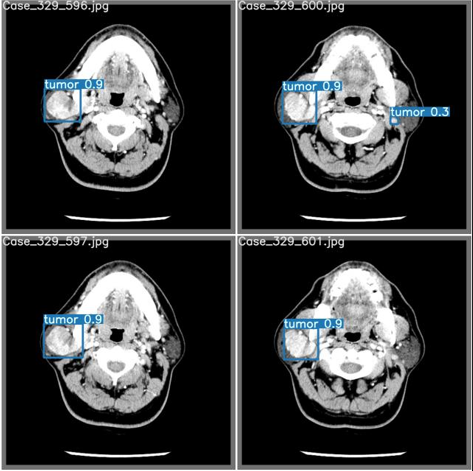 Case_329_596.jpg
tumor 0.9
Case_329_600.jpg
tumor 0.9
tumor 0.3
Case_329_597.jpg
tumor 0.9
Case_329_601.jpg
tumor 0.9